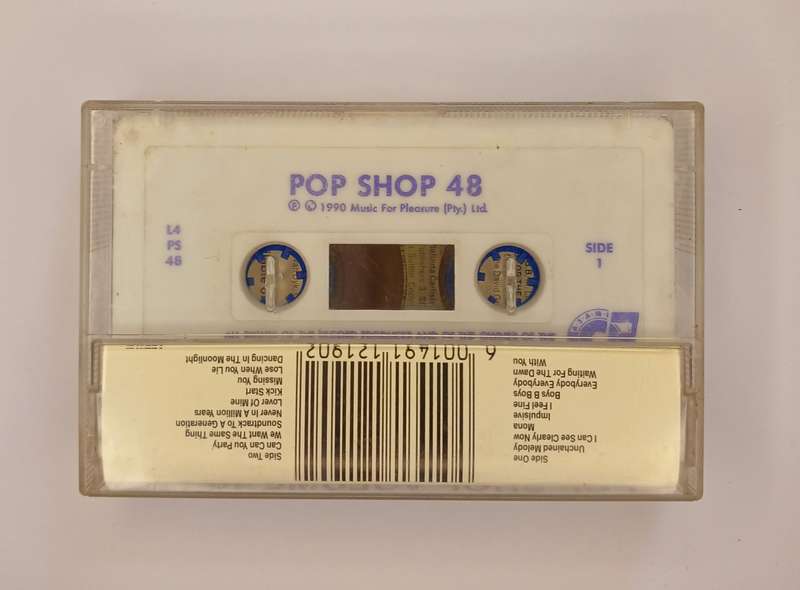 POP SHOP 48
℗ © 1990 Music For Pleasure (Pty.) Ltd.
L4
PS
48
SIDE
1
Side One
Unchained Melody
I Can See Clearly Now
Mona
Impulsive
I Feel Fine
Boys B Boys
Everybody Everybody
Waiting For The Dawn
With You
6 001491 121902
Side Two
Can Can You Party
We Want The Same Thing
Soundtrack To A Generation
Never In A Million Years
Lover Of Mine
Kick Start
Missing You
Lose When You Lie
Dancing In The Moonlight